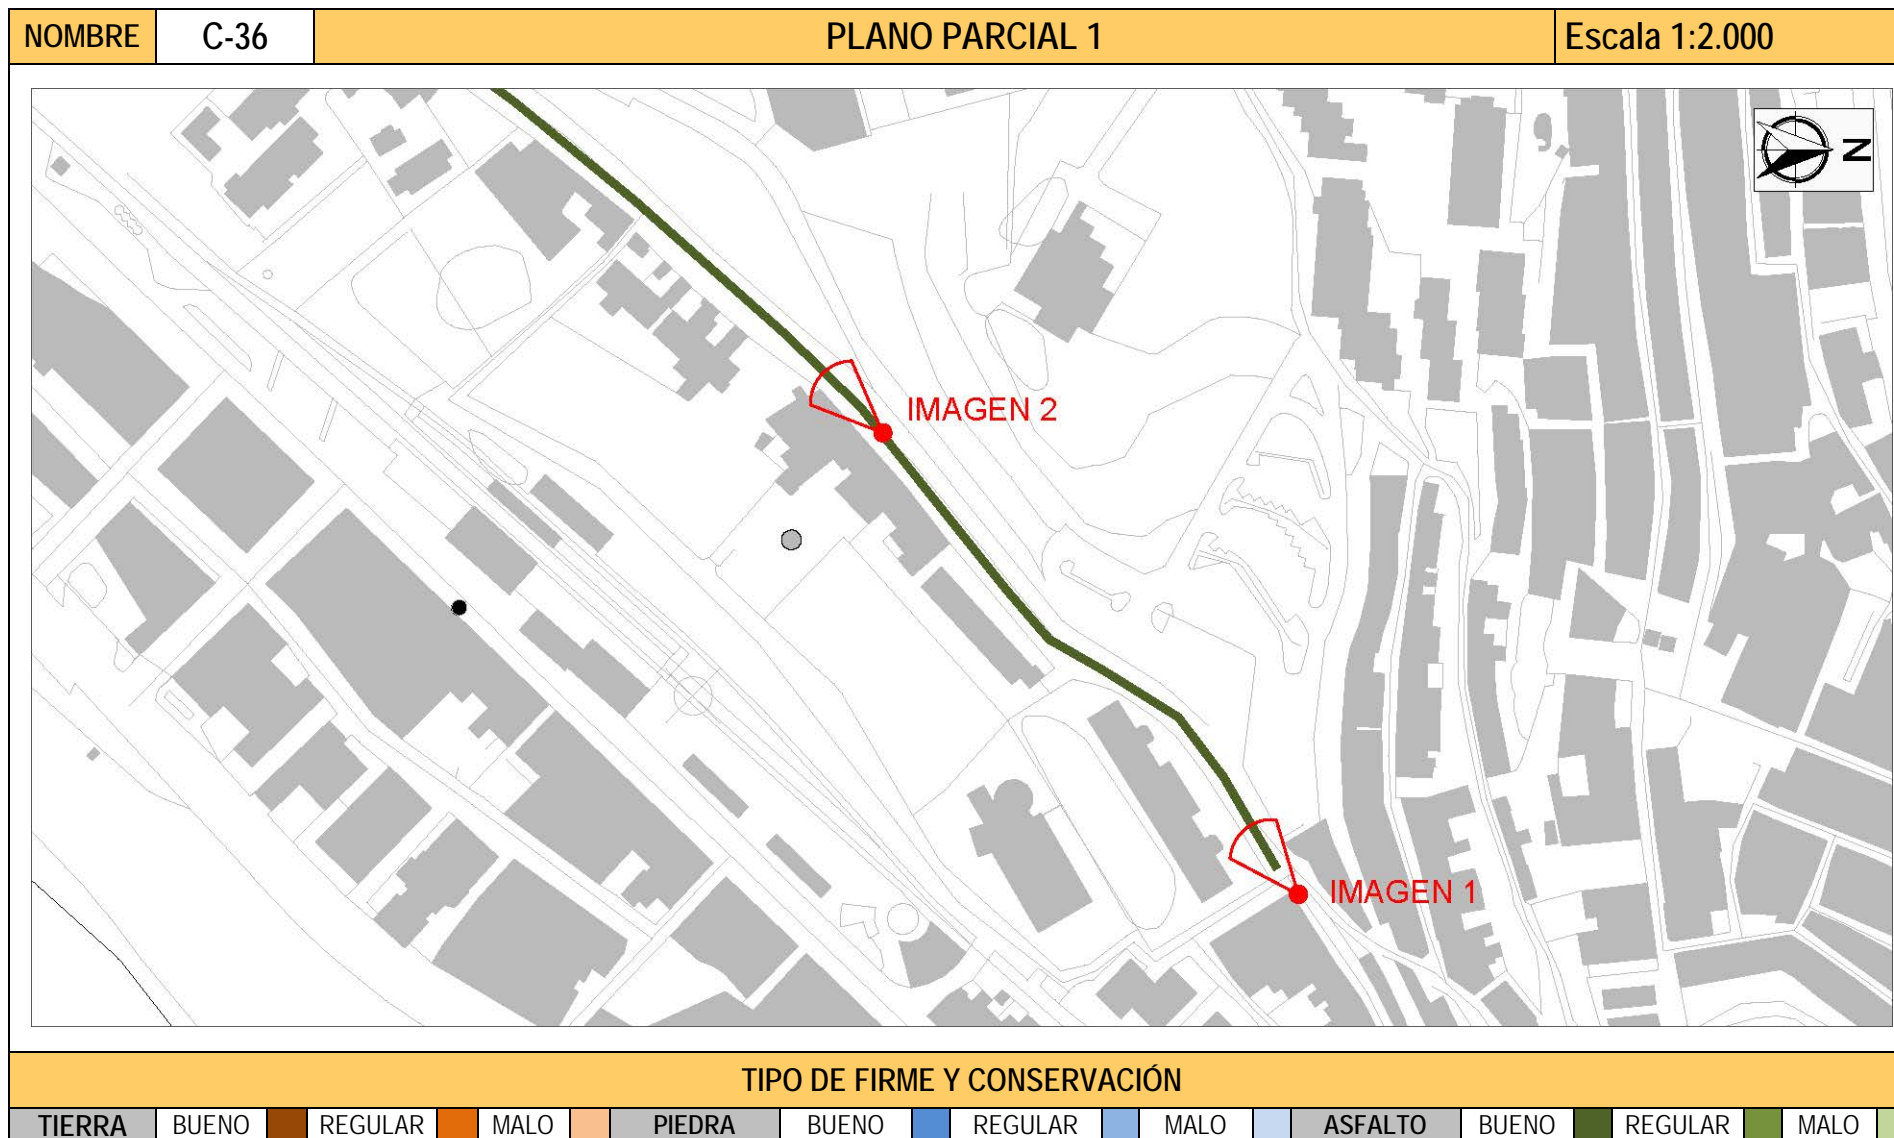 NOMBRE C-36 PLANO PARCIAL 1 Escala 1:2.000
N
IMAGEN 2
IMAGEN 1
TIPO DE FIRME Y CONSERVACIÓN
TIERRA BUENO REGULAR MALO PIEDRA BUENO REGULAR MALO ASFALTO BUENO REGULAR MALO